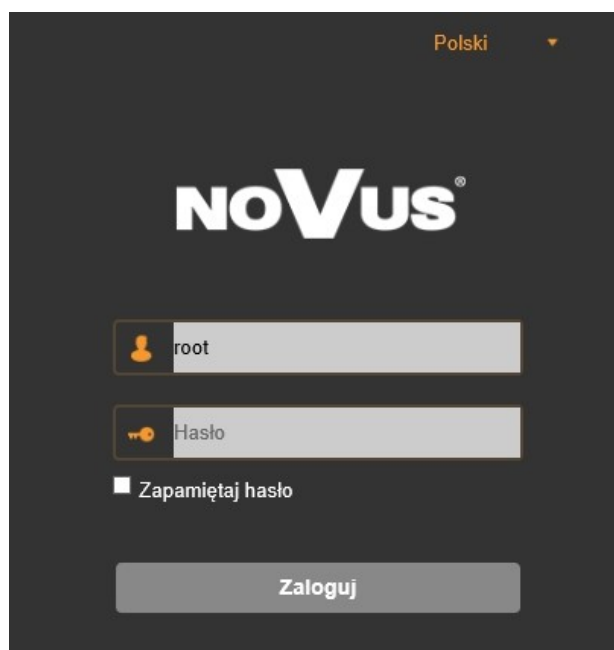 Polski
NOVUS®
root
Hasło
Zapamiętaj hasło
Zaloguj